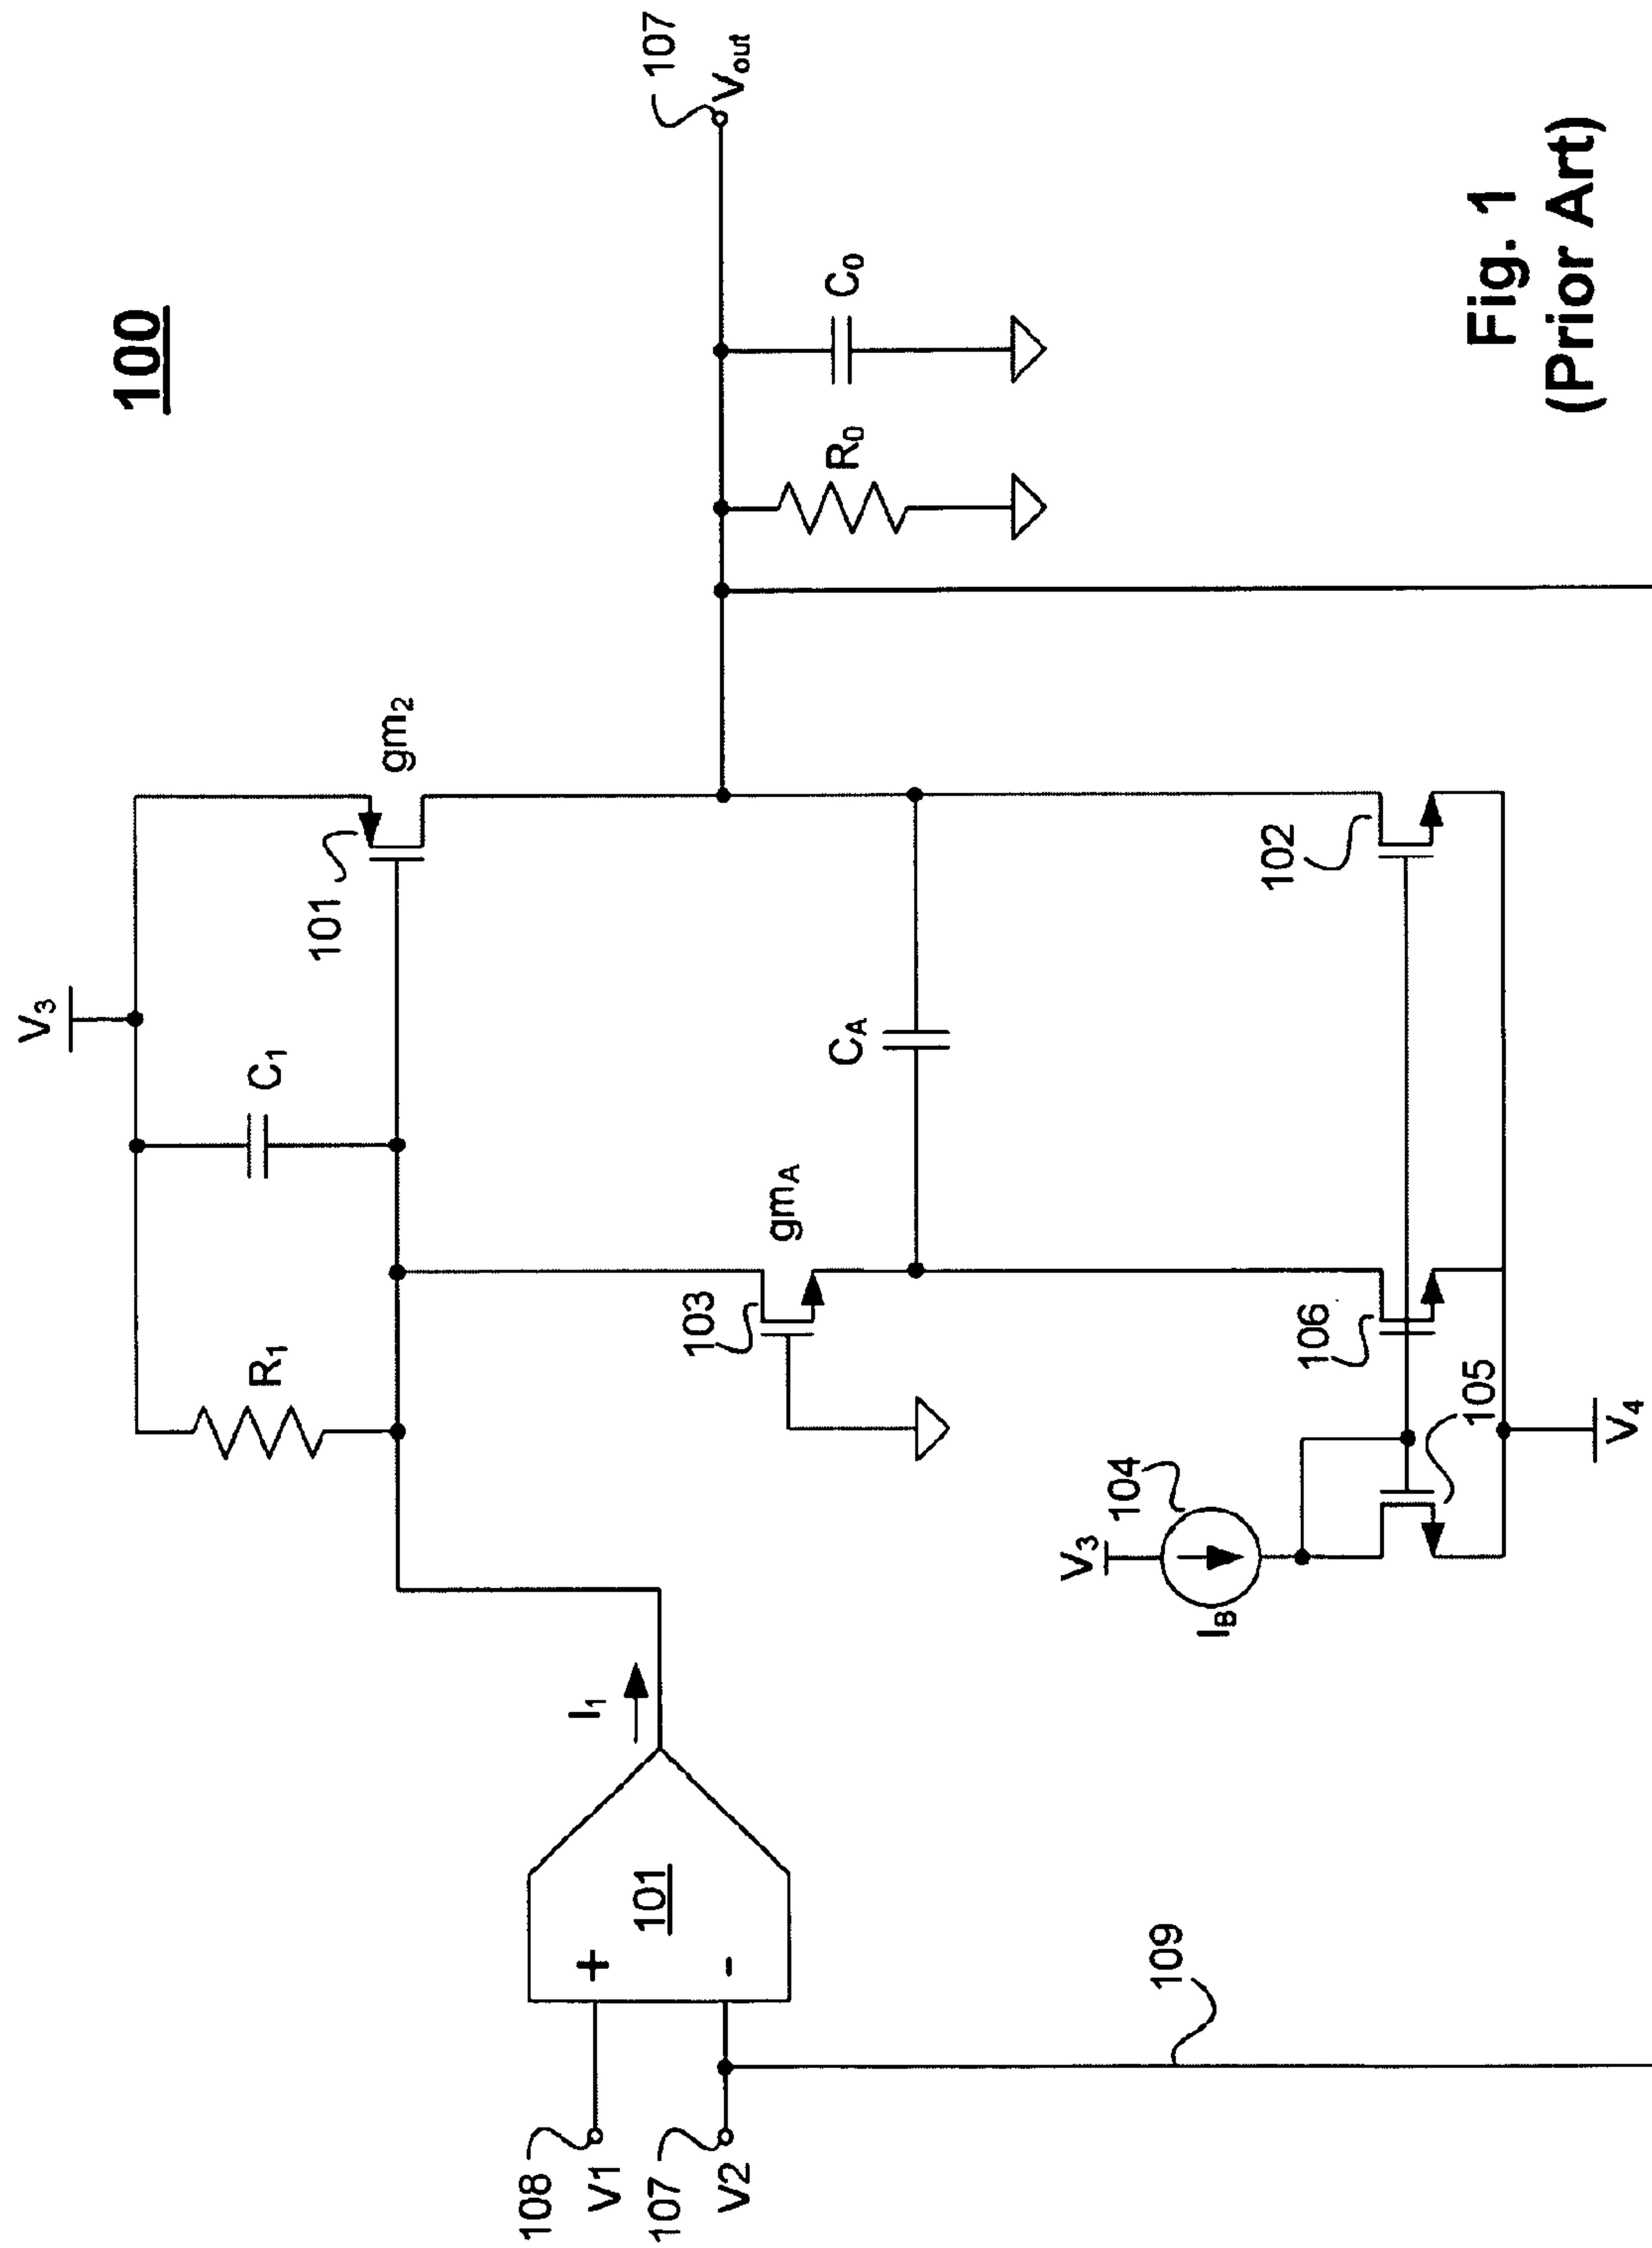 100
V3
R1
C1
101
gm2
I1
103
gmA
CA
107
Vout
R0
C0
101
+
-
108
V1
107
V2
V3
104
IB
106
105
102
V4
109
Fig. 1
(Prior Art)